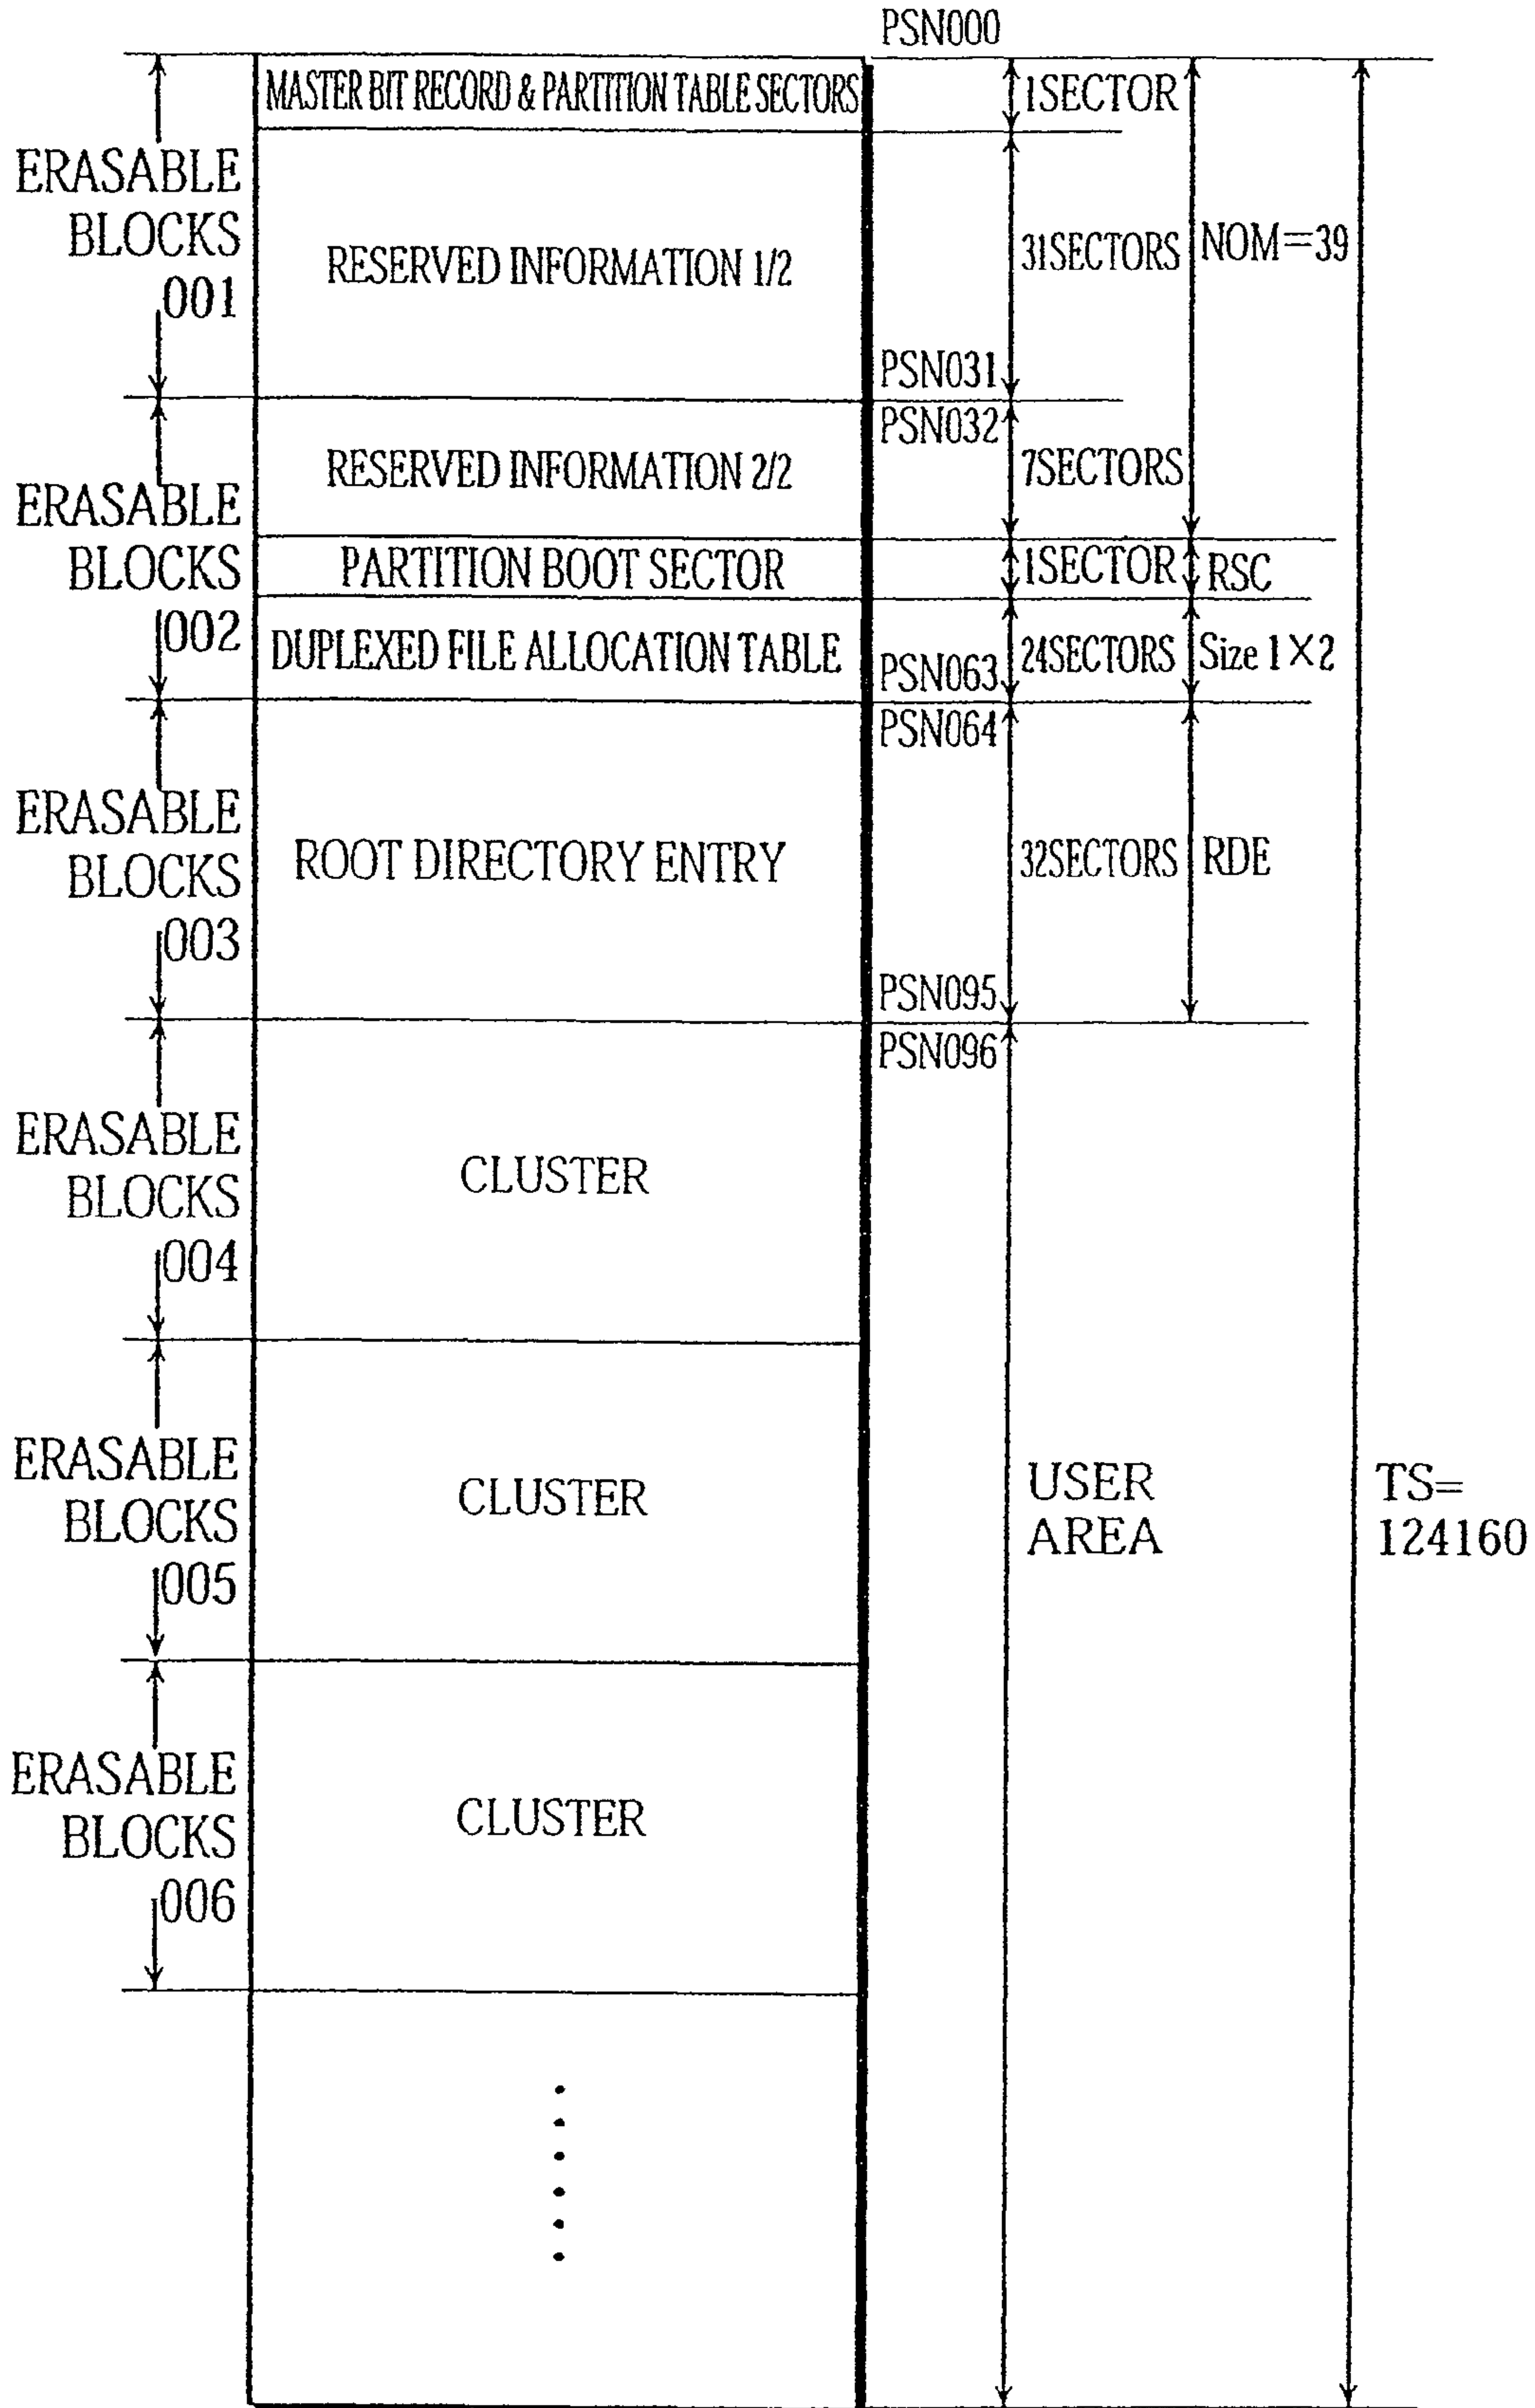 PSN000
MASTER BIT RECORD & PARTITION TABLE SECTORS
1SECTOR
ERASABLE
BLOCKS
001
RESERVED INFORMATION 1/2
31SECTORS
NOM=39
PSN031
PSN032
ERASABLE
BLOCKS
002
RESERVED INFORMATION 2/2
7SECTORS
PARTITION BOOT SECTOR
1SECTOR
RSC
DUPLEXED FILE ALLOCATION TABLE
PSN063
24SECTORS
Size 1×2
PSN064
ERASABLE
BLOCKS
003
ROOT DIRECTORY ENTRY
32SECTORS
RDE
PSN095
PSN096
ERASABLE
BLOCKS
004
CLUSTER
ERASABLE
BLOCKS
005
CLUSTER
USER
AREA
TS=
124160
ERASABLE
BLOCKS
006
CLUSTER